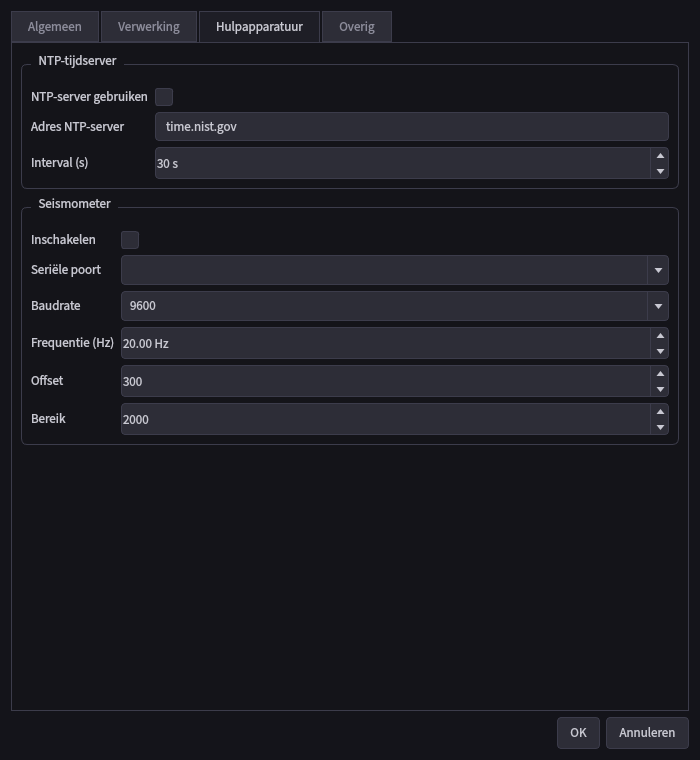 Algemeen Verwerking Hulpapparatuur Overig
NTP-tijdserver
NTP-server gebruiken
Adres NTP-server time.nist.gov
Interval (s) 30 s
Seismometer
Inschakelen
Seriële poort
Baudrate 9600
Frequentie (Hz) 20.00 Hz
Offset 300
Bereik 2000
OK Annuleren